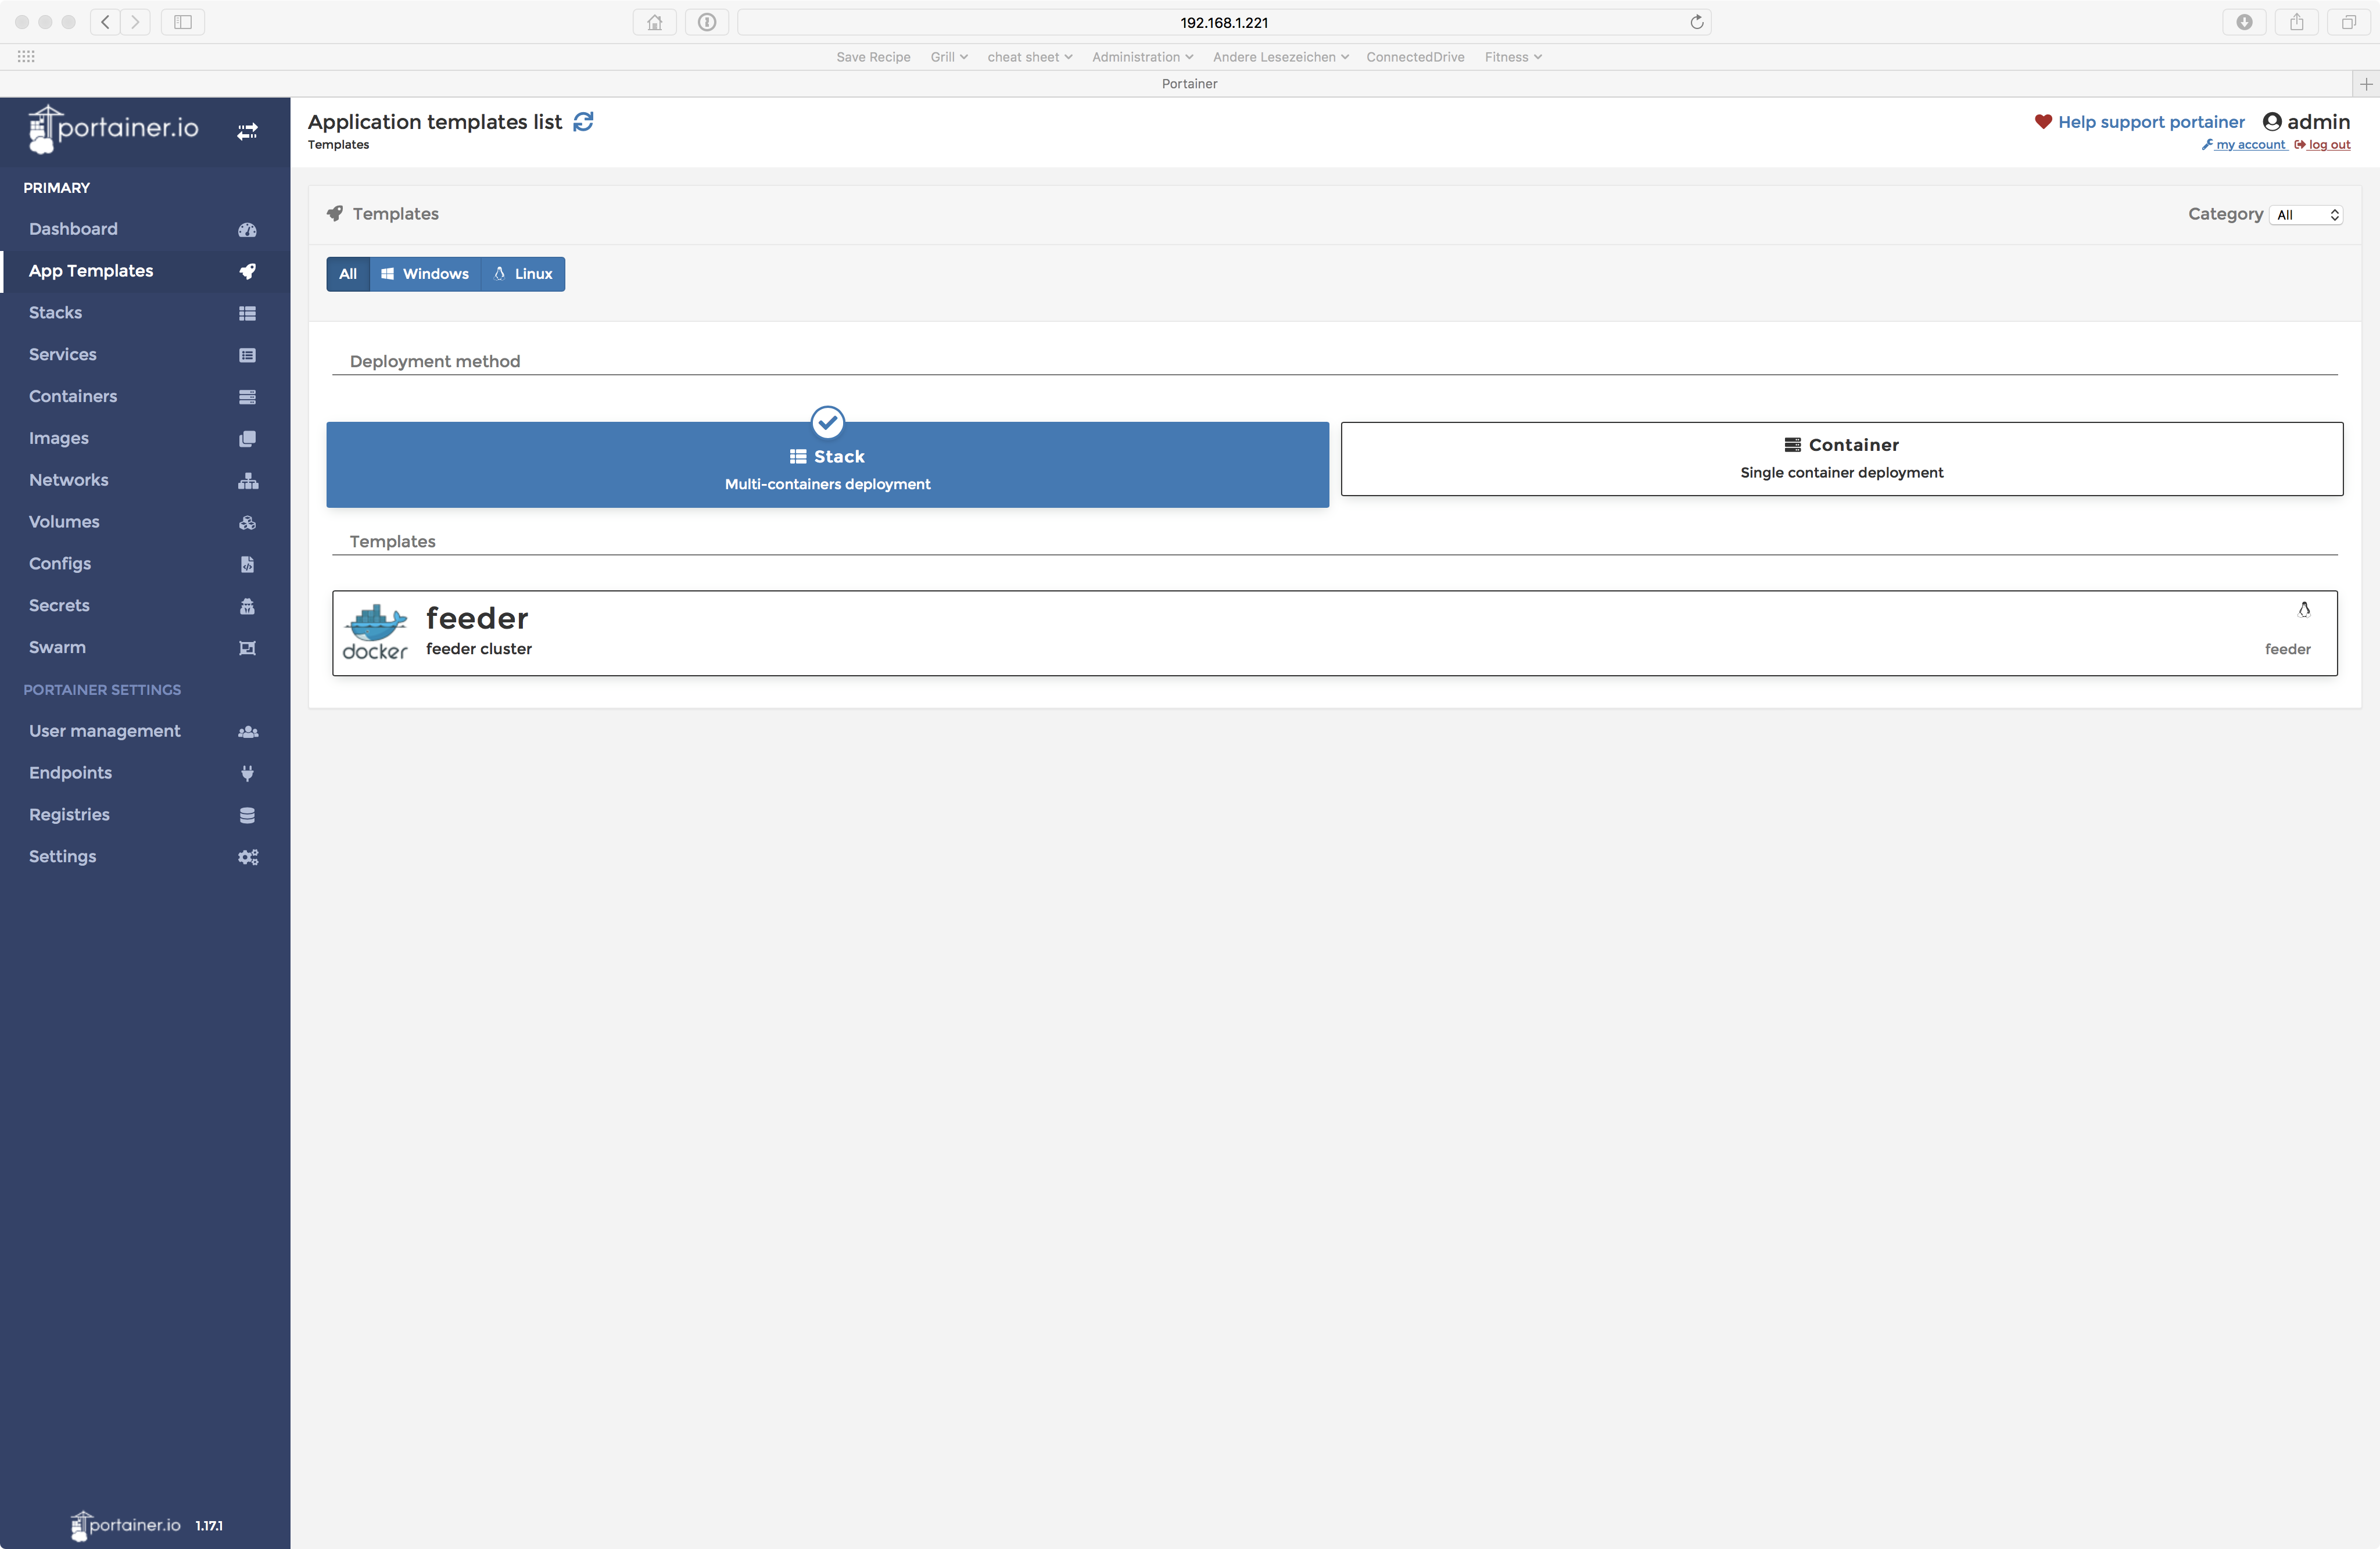 192.168.1.221
Save Recipe Grill cheat sheet Administration Andere Lesezeichen ConnectedDrive Fitness
Portainer
portainer.io
Application templates list
Templates
Help support portainer admin
my account log out
PRIMARY
Dashboard
App Templates
Stacks
Services
Containers
Images
Networks
Volumes
Configs
Secrets
Swarm
PORTAINER SETTINGS
User management
Endpoints
Registries
Settings
portainer.io 1.17.1
Templates
Category All
All Windows Linux
Deployment method
Stack
Multi-containers deployment
Container
Single container deployment
Templates
docker
feeder
feeder cluster
feeder